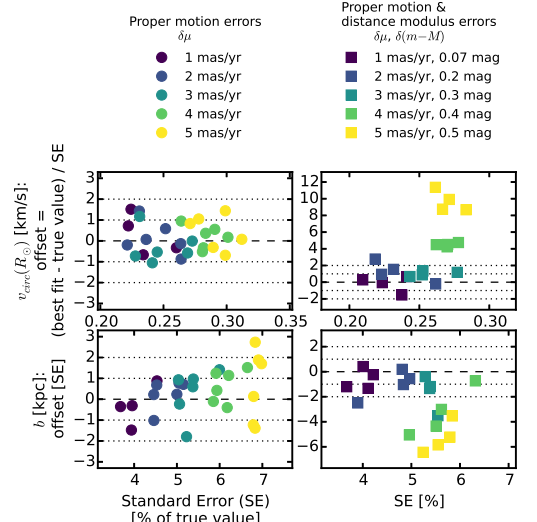 Proper motion errors
δμ
1 mas/yr
2 mas/yr
3 mas/yr
4 mas/yr
5 mas/yr
Proper motion &
distance modulus errors
δμ, δ(m−M)
1 mas/yr, 0.07 mag
2 mas/yr, 0.2 mag
3 mas/yr, 0.3 mag
4 mas/yr, 0.4 mag
5 mas/yr, 0.5 mag
v_circ(R_⊙) [km/s]:
offset =
(best fit - true value) / SE
3
2
1
0
−1
−2
−3
0.20 0.25 0.30 0.35
12
10
8
6
4
2
0
−2
0.20 0.25 0.30
b [kpc]:
offset [SE]
3
2
1
0
−1
−2
−3
4 5 6 7
Standard Error (SE)
[% of true value]
2
0
−2
−4
−6
4 5 6 7
SE [%]